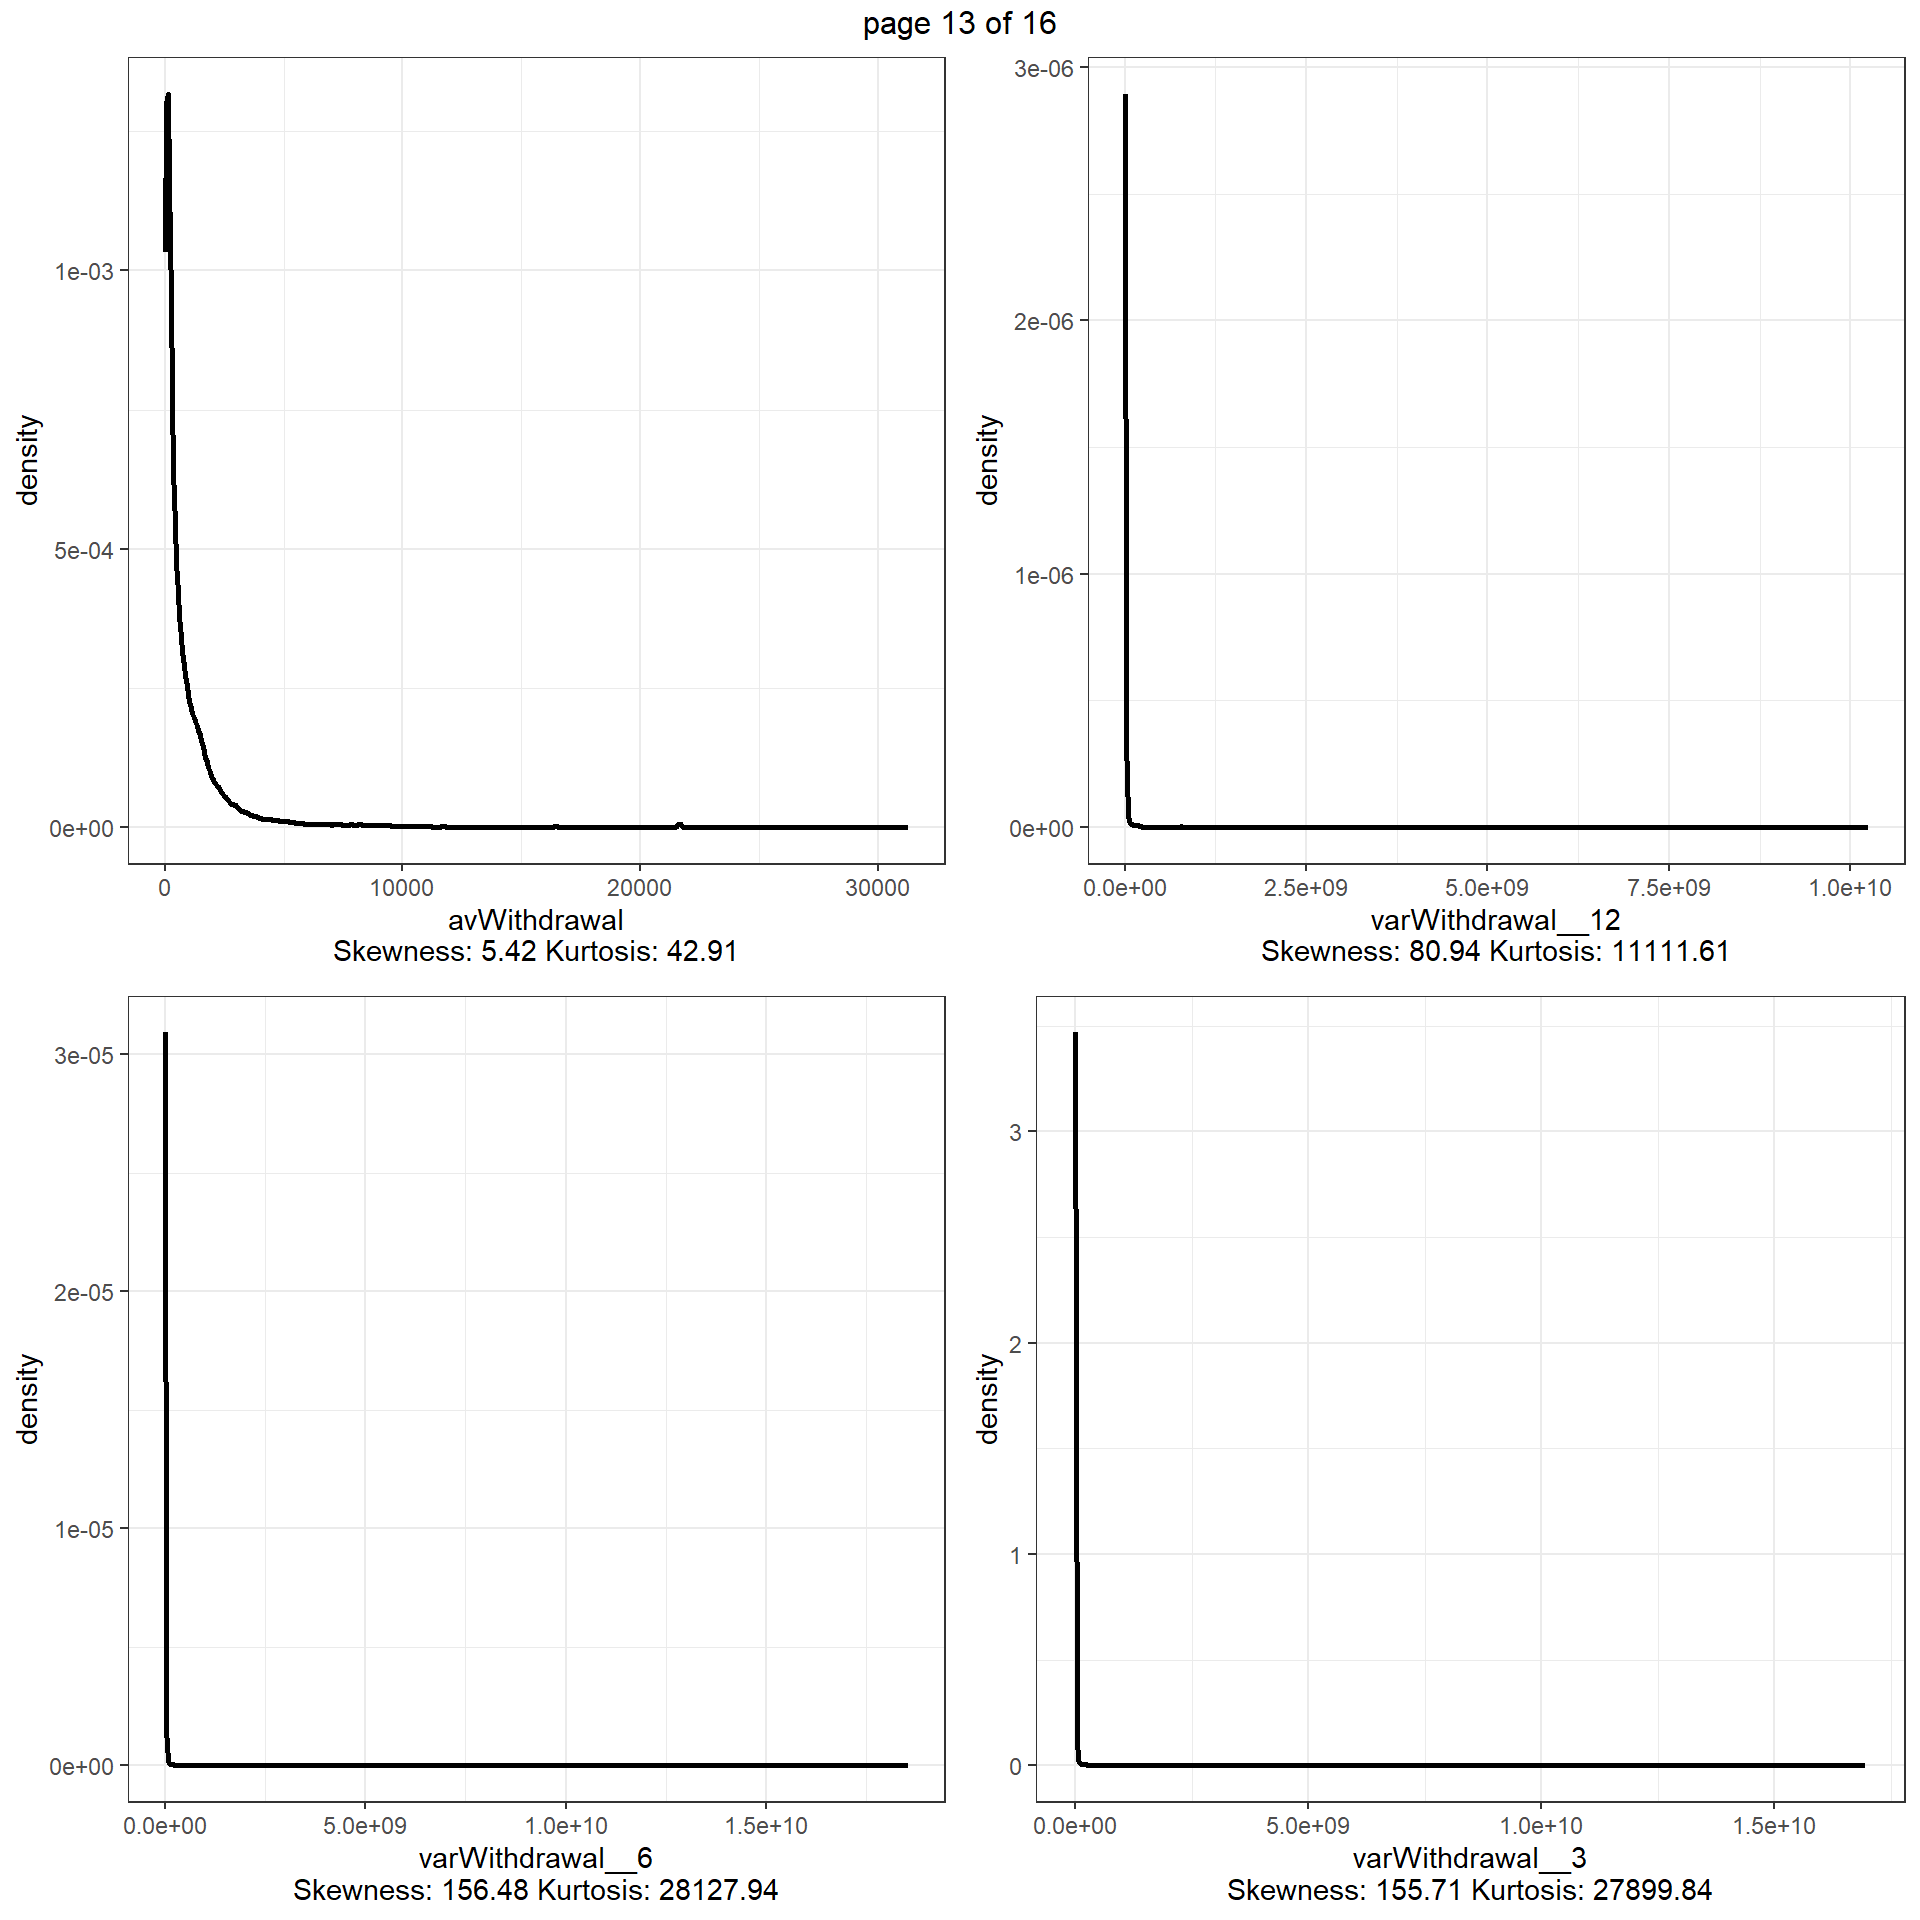 page 13 of 16
density
1e-03
5e-04
0e+00
0 10000 20000 30000
avWithdrawal
Skewness: 5.42 Kurtosis: 42.91
density
3e-06
2e-06
1e-06
0e+00
0.0e+00 2.5e+09 5.0e+09 7.5e+09 1.0e+10
varWithdrawal__12
Skewness: 80.94 Kurtosis: 11111.61
density
3e-05
2e-05
1e-05
0e+00
0.0e+00 5.0e+09 1.0e+10 1.5e+10
varWithdrawal__6
Skewness: 156.48 Kurtosis: 28127.94
density
3
2
1
0
0.0e+00 5.0e+09 1.0e+10 1.5e+10
varWithdrawal__3
Skewness: 155.71 Kurtosis: 27899.84